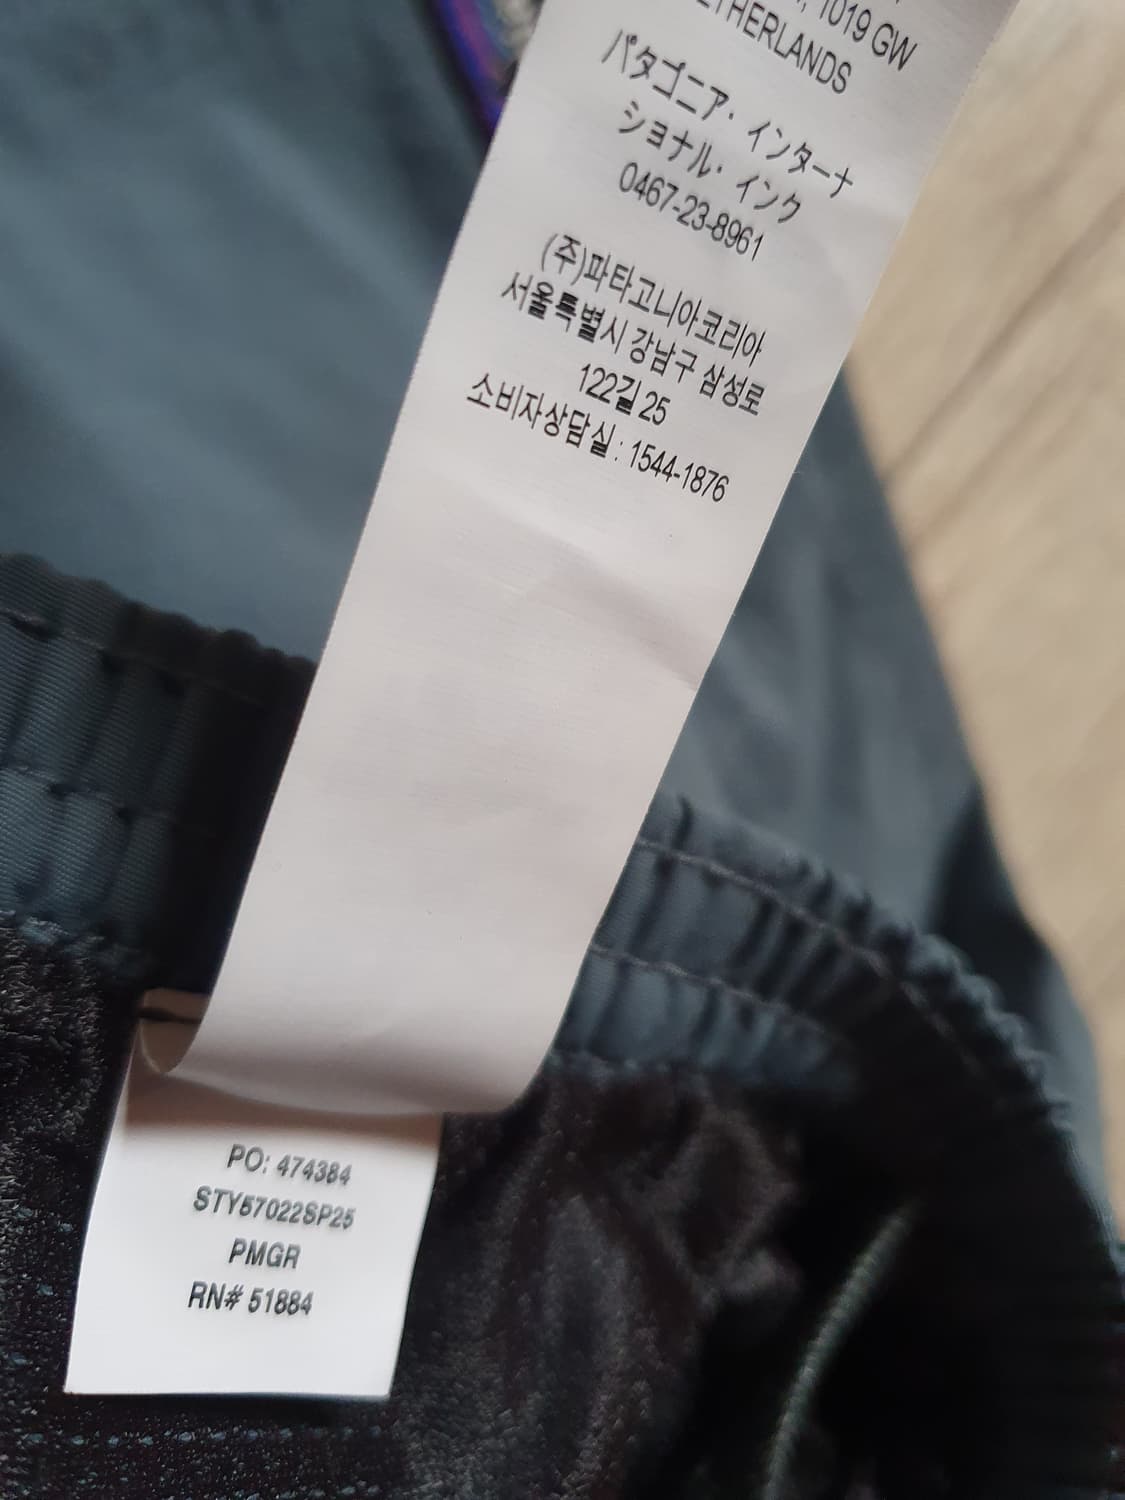 1019 GW
NETHERLANDS
パタゴニア・インターナ
ショナル・インク
0467-23-8961
(주)파타고니아코리아
서울특별시 강남구 삼성로
122길 25
소비자상담실 : 1544-1876
PO: 474384
STY57022SP25
PMGR
RN# 51884